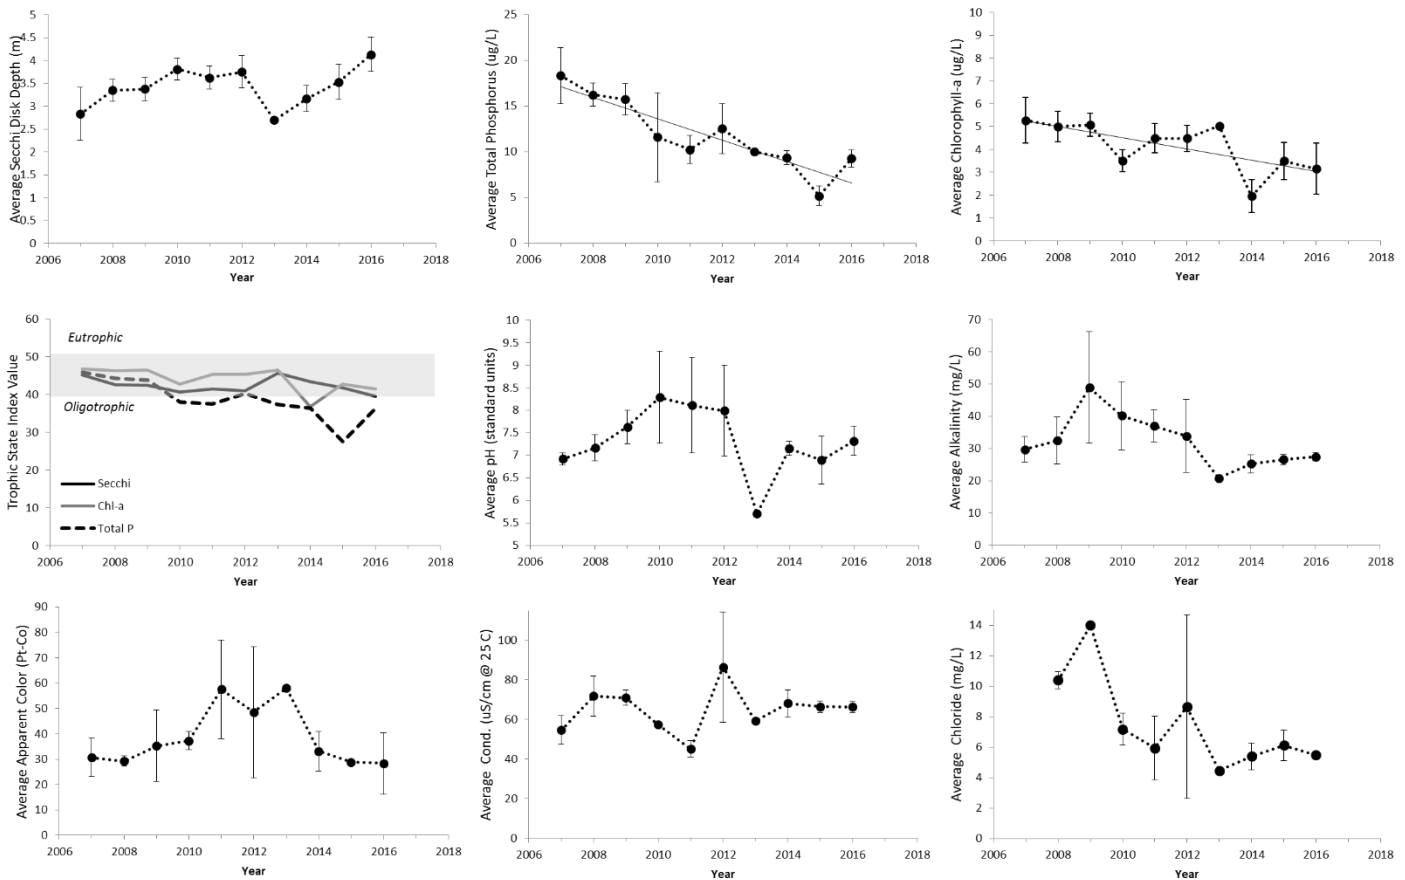 Average Secchi Disk Depth (m)
5
4.5
4
3.5
3
2.5
2
1.5
1
0.5
0
2006 2008 2010 2012 2014 2016 2018
Year
Average Total Phosphorus (ug/L)
25
20
15
10
5
0
2006 2008 2010 2012 2014 2016 2018
Year
Average Chlorophyll-a (ug/L)
10
9
8
7
6
5
4
3
2
1
0
2006 2008 2010 2012 2014 2016 2018
Year
Trophic State Index Value
60
50
40
30
20
10
0
Eutrophic
Oligotrophic
Secchi
Chl-a
Total P
2006 2008 2010 2012 2014 2016 2018
Year
Average pH (standard units)
10
9.5
9
8.5
8
7.5
7
6.5
6
5.5
5
2006 2008 2010 2012 2014 2016 2018
Year
Average Alkalinity (mg/L)
70
60
50
40
30
20
10
0
2006 2008 2010 2012 2014 2016 2018
Year
Average Apparent Color (Pt-Co)
90
80
70
60
50
40
30
20
10
0
2006 2008 2010 2012 2014 2016 2018
Year
Average Cond. (uS/cm @ 25 C)
100
80
60
40
20
0
2006 2008 2010 2012 2014 2016 2018
Year
Average Chloride (mg/L)
14
12
10
8
6
4
2
0
2006 2008 2010 2012 2014 2016 2018
Year